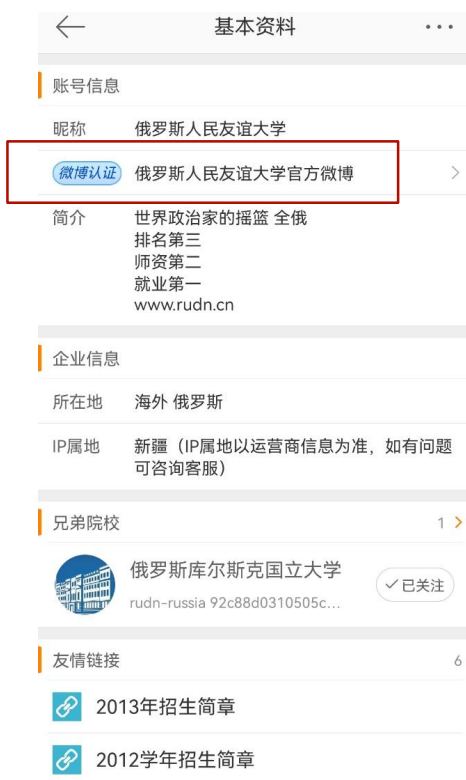 基本资料
账号信息
昵称 俄罗斯人民友谊大学
微博认证 俄罗斯人民友谊大学官方微博
简介 世界政治家的摇篮 全俄
排名第三
师资第二
就业第一
www.rudn.cn
企业信息
所在地 海外 俄罗斯
IP属地 新疆（IP属地以运营商信息为准，如有问题
可咨询客服）
兄弟院校 1
俄罗斯库尔斯克国立大学
rudn-russia 92c88d0310505c...
已关注
友情链接 6
2013年招生简章
2012学年招生简章